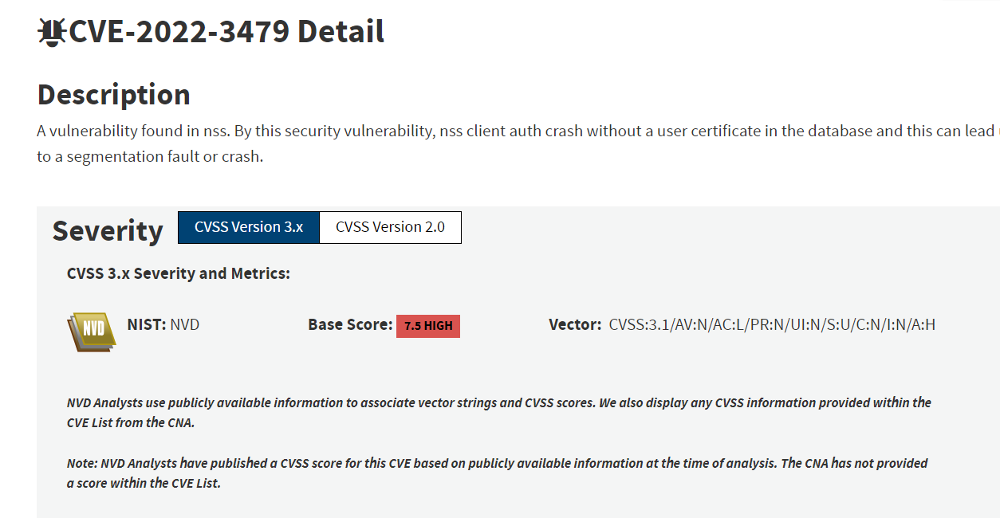 CVE-2022-3479 Detail
Description
A vulnerability found in nss. By this security vulnerability, nss client auth crash without a user certificate in the database and this can lead
to a segmentation fault or crash.
Severity CVSS Version 3.x CVSS Version 2.0
CVSS 3.x Severity and Metrics:
NVD NIST: NVD Base Score: 7.5 HIGH Vector: CVSS:3.1/AV:N/AC:L/PR:N/UI:N/S:U/C:N/I:N/A:H
NVD Analysts use publicly available information to associate vector strings and CVSS scores. We also display any CVSS information provided within the
CVE List from the CNA.
Note: NVD Analysts have published a CVSS score for this CVE based on publicly available information at the time of analysis. The CNA has not provided
a score within the CVE List.